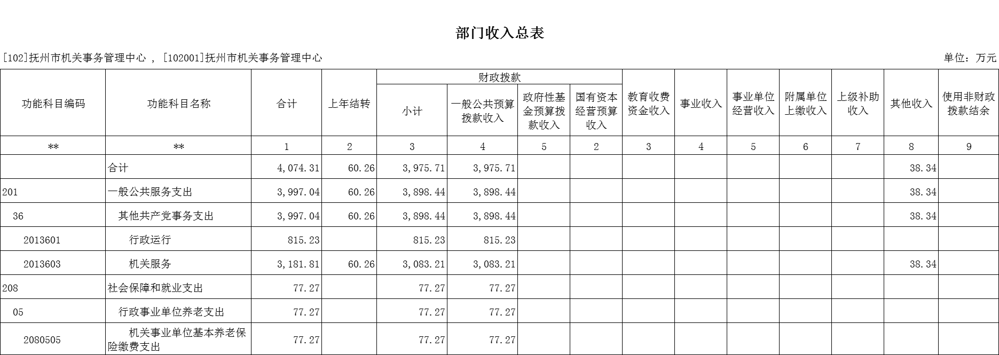 部门收入总表
[102]抚州市机关事务管理中心 , [102001]抚州市机关事务管理中心 单位：万元
功能科目编码 功能科目名称 合计 上年结转 财政拨款 教育收费资金收入 事业收入 事业单位经营收入 附属单位上缴收入 上级补助收入 其他收入 使用非财政拨款结余
小计 一般公共预算拨款收入 政府性基金预算拨款收入 国有资本经营预算收入
** ** 1 2 3 4 5 2 3 4 5 6 7 8 9
合计 4,074.31 60.26 3,975.71 3,975.71 38.34
201 一般公共服务支出 3,997.04 60.26 3,898.44 3,898.44 38.34
36 其他共产党事务支出 3,997.04 60.26 3,898.44 3,898.44 38.34
2013601 行政运行 815.23 815.23 815.23
2013603 机关服务 3,181.81 60.26 3,083.21 3,083.21 38.34
208 社会保障和就业支出 77.27 77.27 77.27
05 行政事业单位养老支出 77.27 77.27 77.27
2080505 机关事业单位基本养老保险缴费支出 77.27 77.27 77.27